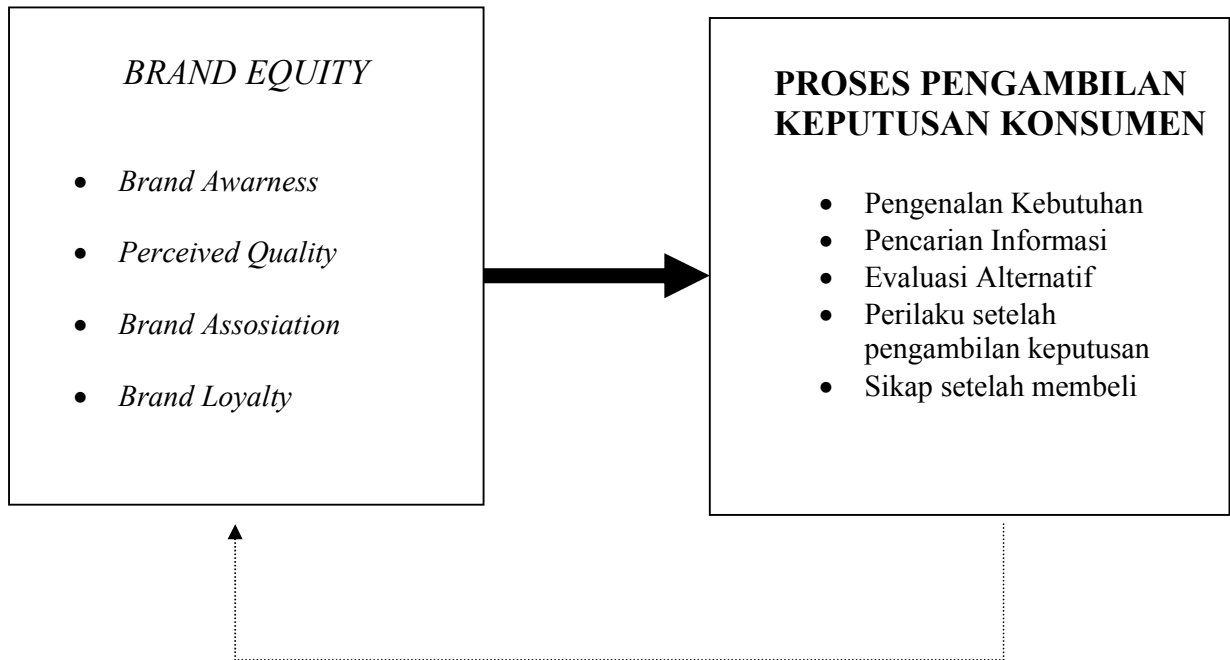 BRAND EQUITY
• Brand Awarness
• Perceived Quality
• Brand Assosiation
• Brand Loyalty
PROSES PENGAMBILAN
KEPUTUSAN KONSUMEN
• Pengenalan Kebutuhan
• Pencarian Informasi
• Evaluasi Alternatif
• Perilaku setelah
pengambilan keputusan
• Sikap setelah membeli